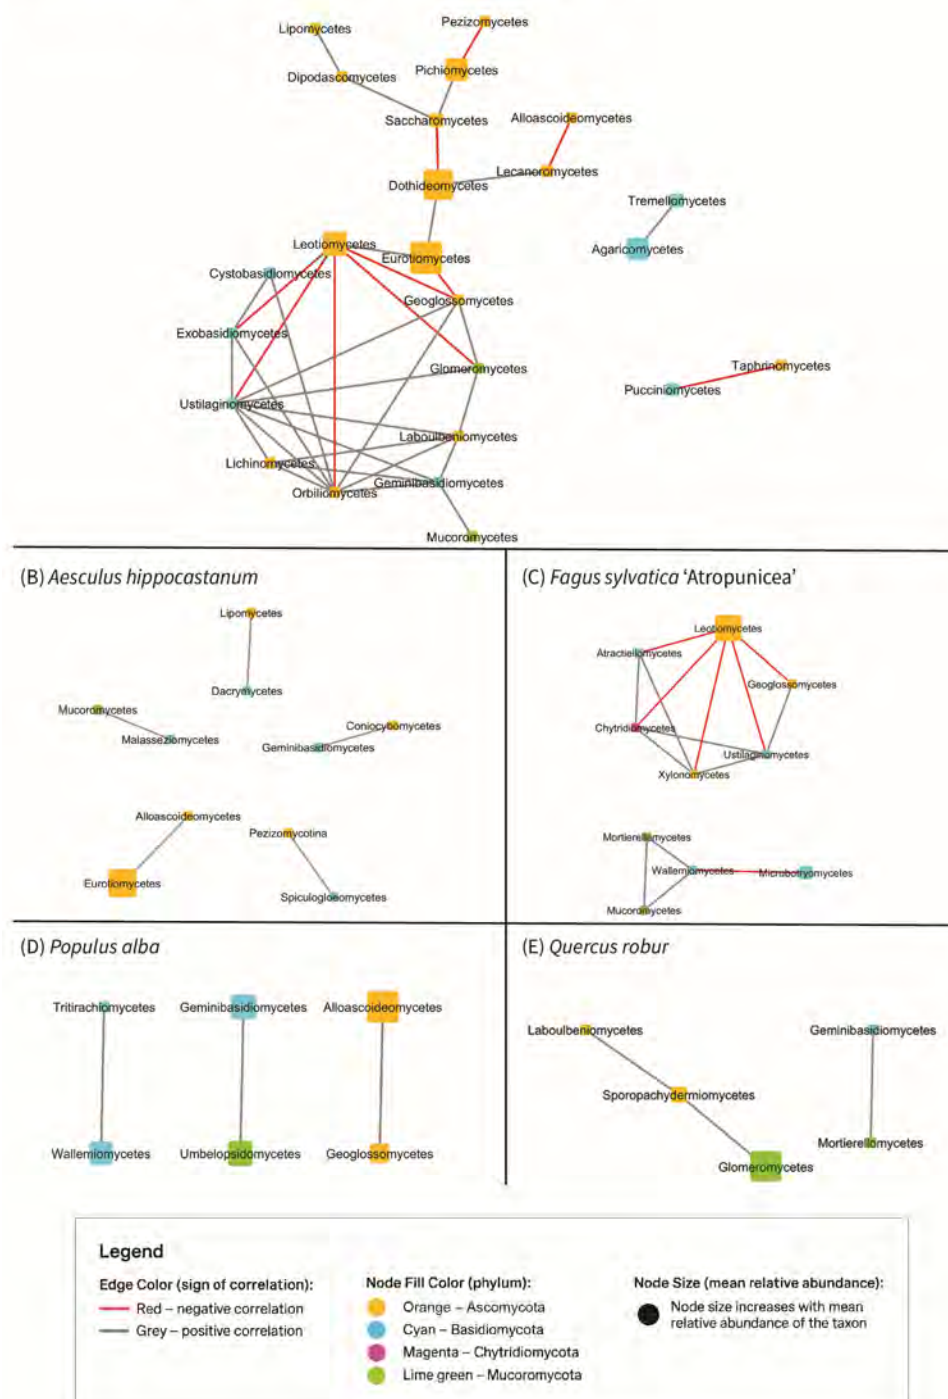 Lipomycetes
Pezizomycetes
Dipodascomycetes
Pichiomycetes
Saccharomycetes
Alloascoideomycetes
Lecanoromycetes
Dothideomycetes
Tremellomycetes
Agaricomycetes
Leotiomycetes
Eurotiomycetes
Cystobasidiomycetes
Geoglossomycetes
Exobasidiomycetes
Glomeromycetes
Taphrinomycetes
Pucciniomycetes
Ustilaginomycetes
Laboulbeniomycetes
Lichinomycetes
Geminibasidiomycetes
Orbiliomycetes
Mucoromycetes
(B) Aesculus hippocastanum
Lipomycetes
Dacrymycetes
Mucoromycetes
Malasseziomycetes
Coniocybomycetes
Geminibasidiomycetes
Alloascoideomycetes
Pezizomycotina
Eurotiomycetes
Spiculogloeomycetes
(C) Fagus sylvatica 'Atropunicea'
Leotiomycetes
Atractiellomycetes
Geoglossomycetes
Chytridiomycetes
Ustilaginomycetes
Xylonomycetes
Mortierellomycetes
Wallemiomycetes
Microbotryomycetes
Mucoromycetes
(D) Populus alba
Tritirachiomycetes
Geminibasidiomycetes
Alloascoideomycetes
Wallemiomycetes
Umbelopsidomycetes
Geoglossomycetes
(E) Quercus robur
Laboulbeniomycetes
Geminibasidiomycetes
Sporopachydermiomycetes
Mortierellomycetes
Glomeromycetes
Legend
Edge Color (sign of correlation):
Red – negative correlation
Grey – positive correlation
Node Fill Color (phylum):
Orange – Ascomycota
Cyan – Basidiomycota
Magenta – Chytridiomycota
Lime green – Mucoromycota
Node Size (mean relative abundance):
Node size increases with mean
relative abundance of the taxon